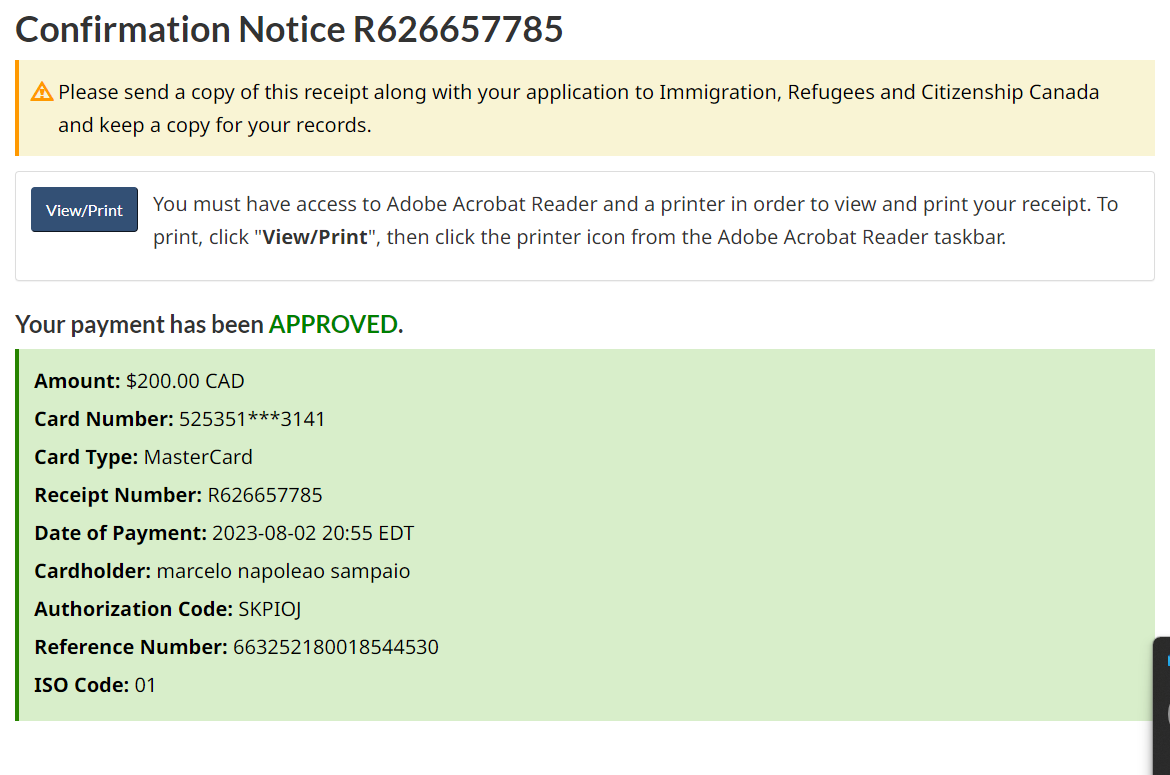 Confirmation Notice R626657785
Please send a copy of this receipt along with your application to Immigration, Refugees and Citizenship Canada
and keep a copy for your records.
View/Print
You must have access to Adobe Acrobat Reader and a printer in order to view and print your receipt. To
print, click "View/Print", then click the printer icon from the Adobe Acrobat Reader taskbar.
Your payment has been APPROVED.
Amount: $200.00 CAD
Card Number: 525351***3141
Card Type: MasterCard
Receipt Number: R626657785
Date of Payment: 2023-08-02 20:55 EDT
Cardholder: marcelo napoleao sampaio
Authorization Code: SKPIOJ
Reference Number: 663252180018544530
ISO Code: 01